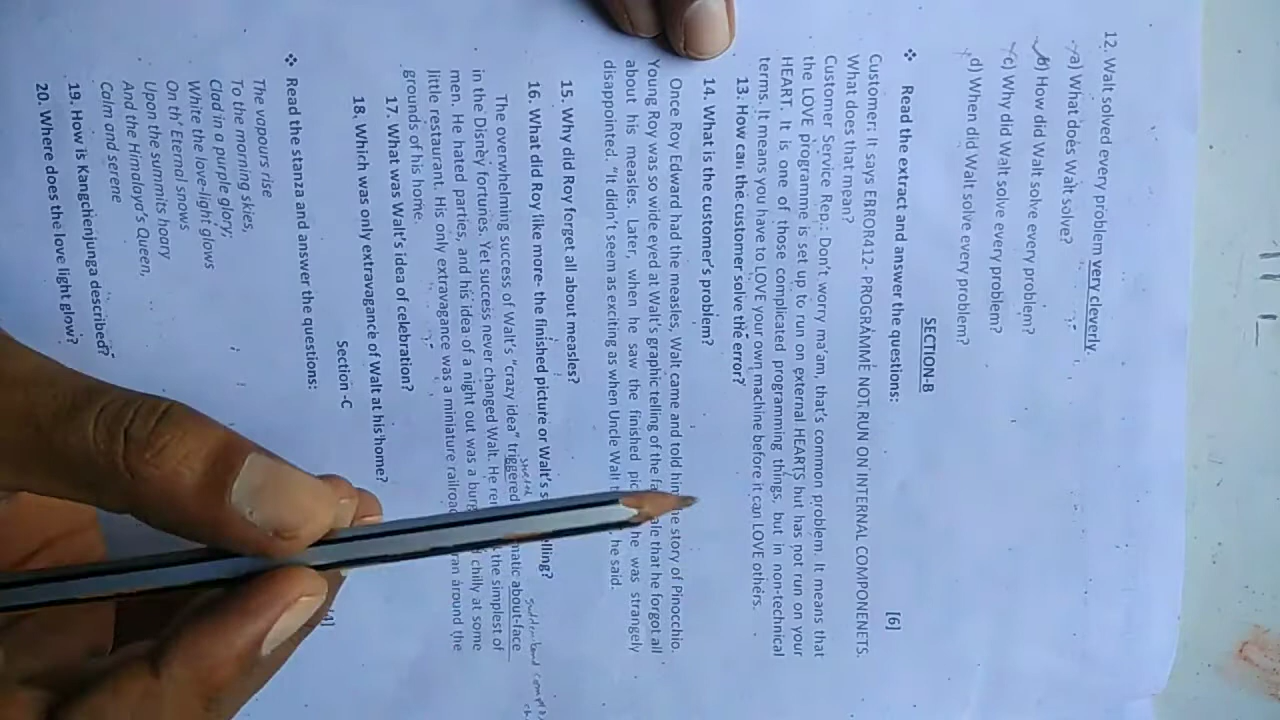 12. Walt solved every problem very cleverly.
a) What does Walt solve?
b) How did Walt solve every problem?
c) Why did Walt solve every problem?
d) When did Walt solve every problem?
SECTION-B
❖ Read the extract and answer the questions: [6]
Customer: It says ERROR412- PROGRAMME NOT RUN ON INTERNAL COMPONENETS.
What does that mean?
Customer Service Rep.: Don't worry ma'am, that's common problem. It means that
the LOVE programme is set up to run on external HEARTS but has not run on your
HEART. It is one of those complicated programming things, but in non-technical
terms. It means you have to LOVE your own machine before it can LOVE others.
13. How can the customer solve the error?
14. What is the customer's problem?
Once Roy Edward had the measles, Walt came and told him the story of Pinocchio.
Young Roy was so wide eyed at Walt's graphic telling of the that he forgot all
about his measles. Later, when he saw the finished he was strangely
disappointed. "It didn't seem as exciting as when Uncle Walt he said.
15. Why did Roy forget all about measles?
16. What did Roy like more- the finished picture or Walt's
The overwhelming success of Walt's "crazy idea" triggered about-face
in the Disney fortunes. Yet success never changed Walt. He the simplest of
men. He hated parties, and his idea of a night out was a chilly at some
little restaurant. His only extravagance was a miniature ran around the
grounds of his home.
17. What was Walt's idea of celebration?
18. Which was only extravagance of Walt at his home?
Section -C
❖ Read the stanza and answer the questions:
The vapours rise
To the morning skies,
Clad in a purple glory;
White the love-light glows
On th' Eternal snows
Upon the summits hoary
And the Himalaya's Queen,
Calm and serene
19. How is Kangchenjunga described?
20. Where does the love light glow?